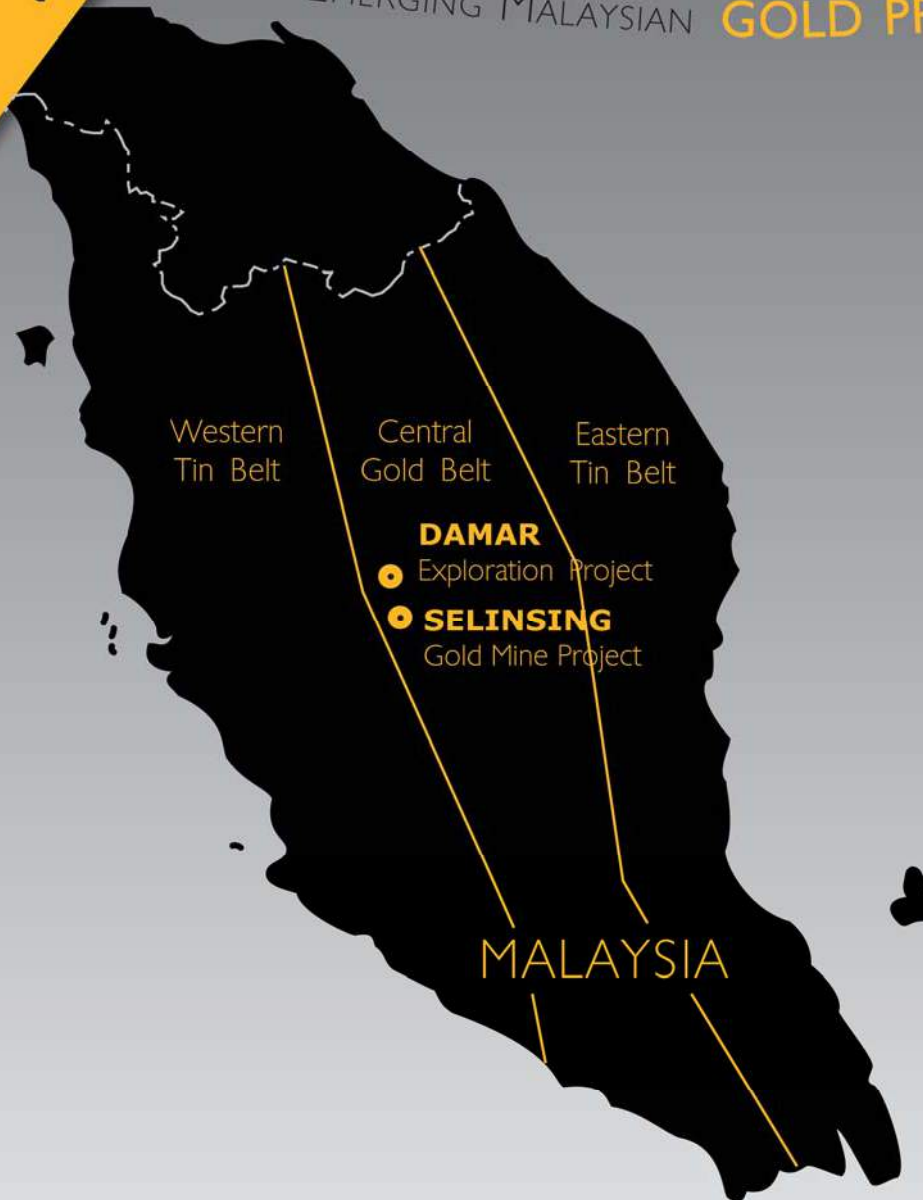 EMERGING MALAYSIAN GOLD
Western
Tin Belt
Central
Gold Belt
Eastern
Tin Belt
DAMAR
Exploration Project
SELINSING
Gold Mine Project
MALAYSIA